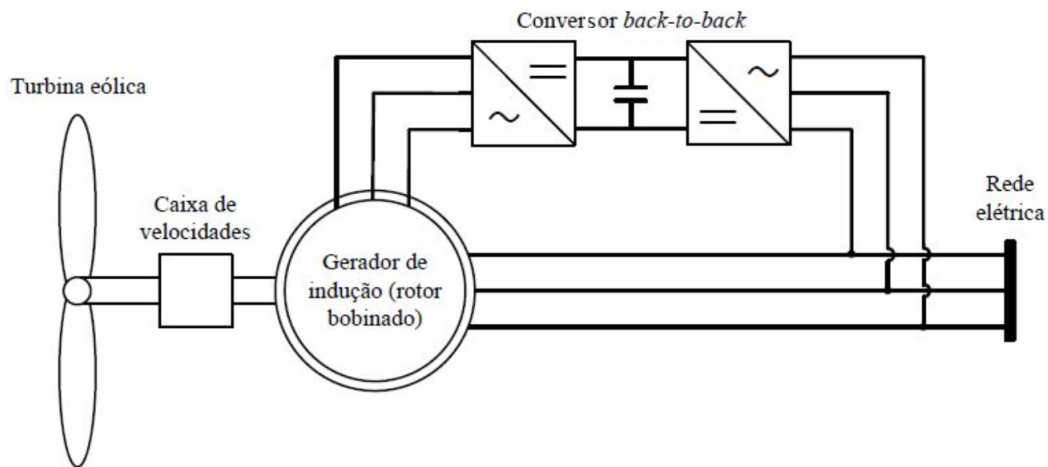 Conversor back-to-back
Turbina eólica
Caixa de
velocidades
Gerador de
indução (rotor
bobinado)
Rede
elétrica